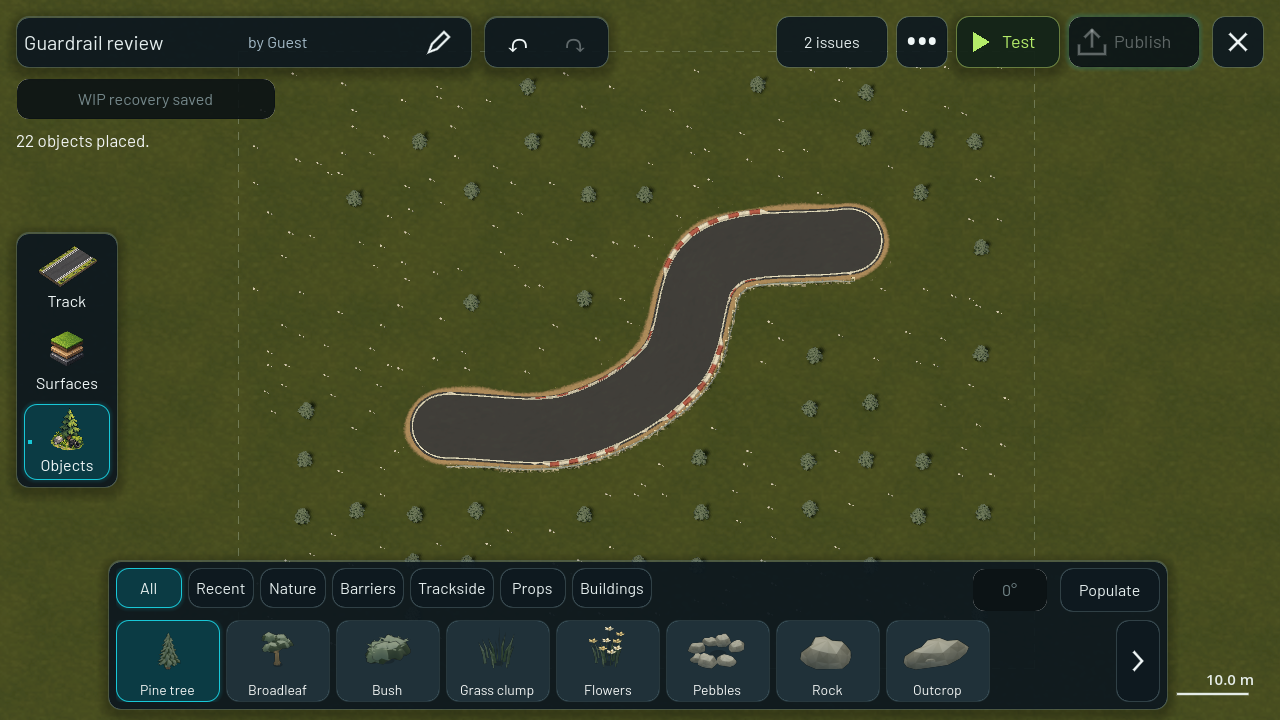 Guardrail review
by Guest
2 issues
Test
Publish
WIP recovery saved
22 objects placed.
Track
Surfaces
Objects
All
Recent
Nature
Barriers
Trackside
Props
Buildings
0°
Populate
Pine tree
Broadleaf
Bush
Grass clump
Flowers
Pebbles
Rock
Outcrop
10.0 m